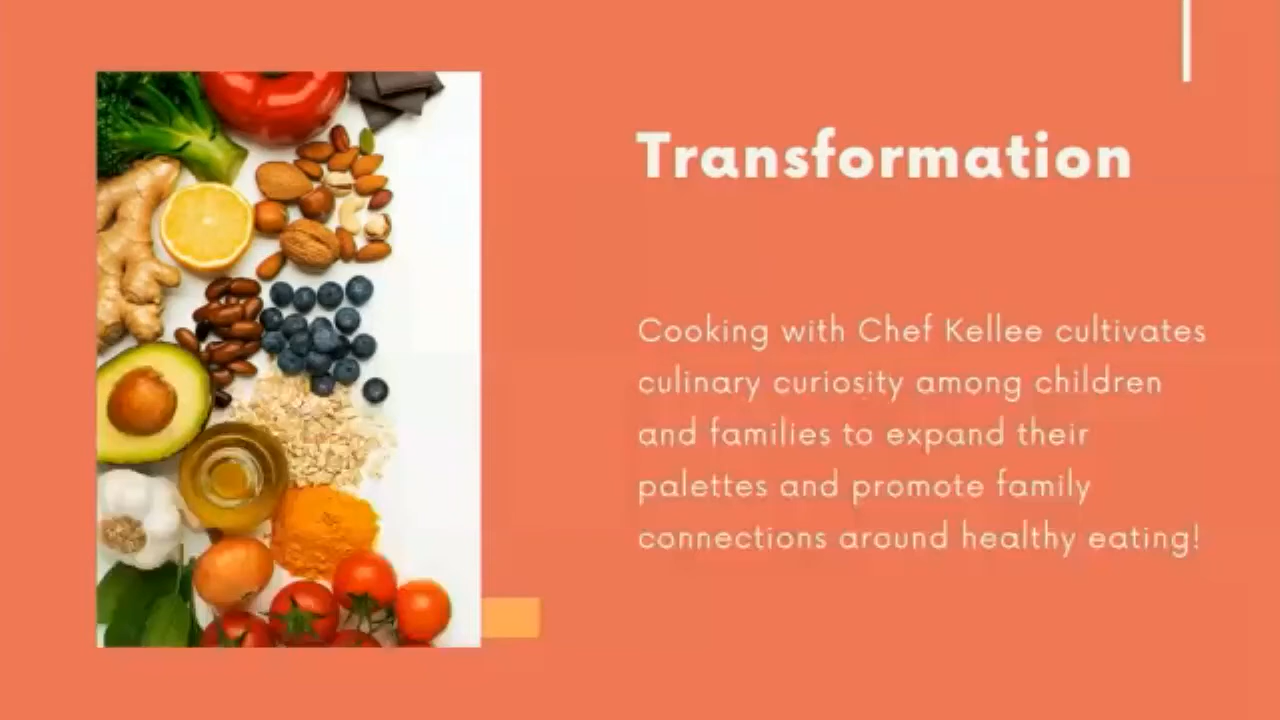 Transformation
Cooking with Chef Kellee cultivates
culinary curiosity among children
and families to expand their
palettes and promote family
connections around healthy eating!